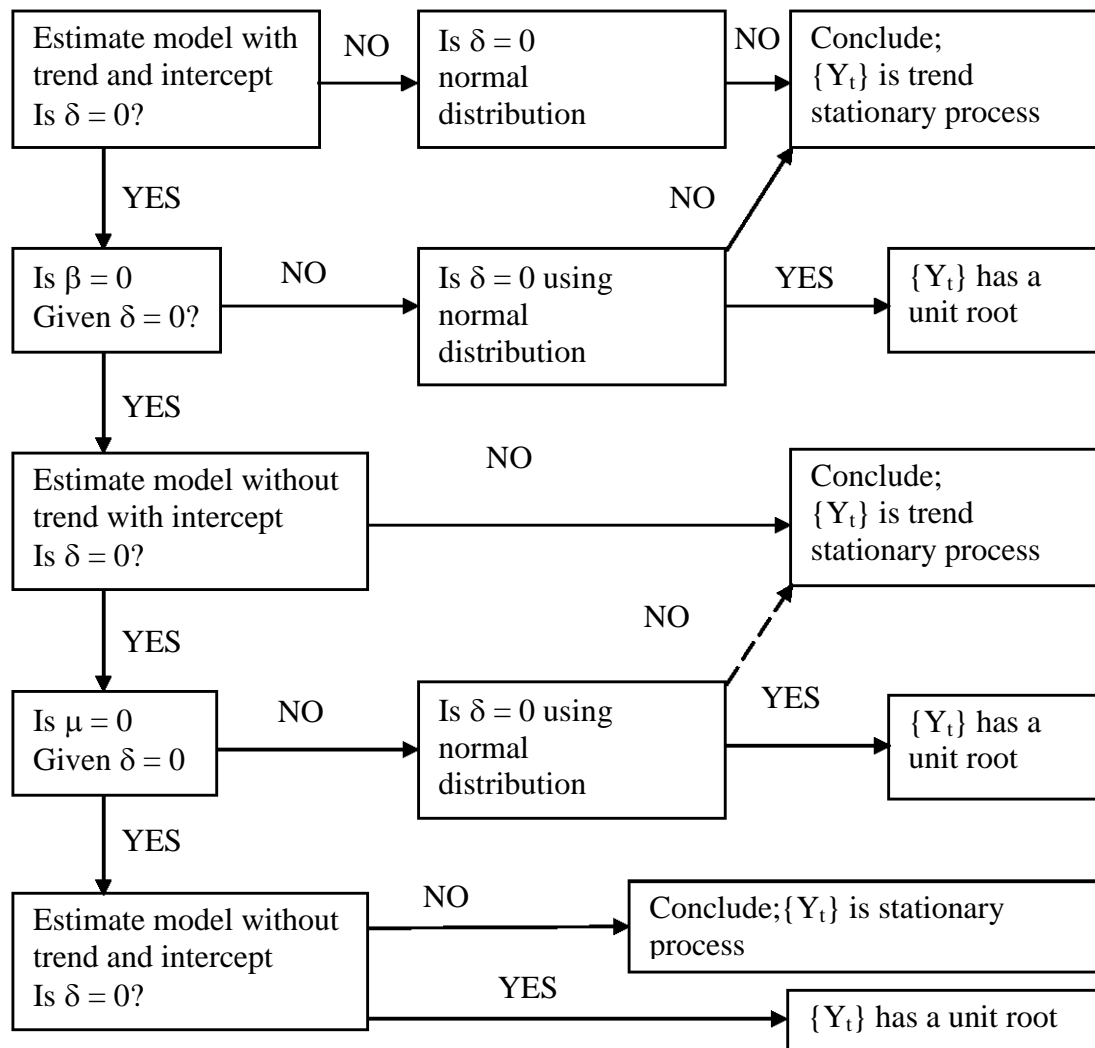 Estimate model with
trend and intercept
Is δ = 0?
NO
Is δ = 0
normal
distribution
NO
Conclude;
{Yₜ} is trend
stationary process
YES
NO
Is β = 0
Given δ = 0?
NO
Is δ = 0 using
normal
distribution
YES
{Yₜ} has a
unit root
YES
Estimate model without
trend with intercept
Is δ = 0?
NO
Conclude;
{Yₜ} is trend
stationary process
YES
NO
Is μ = 0
Given δ = 0
NO
Is δ = 0 using
normal
distribution
YES
{Yₜ} has a
unit root
YES
Estimate model without
trend and intercept
Is δ = 0?
NO
Conclude;{Yₜ} is stationary
process
YES
{Yₜ} has a unit root